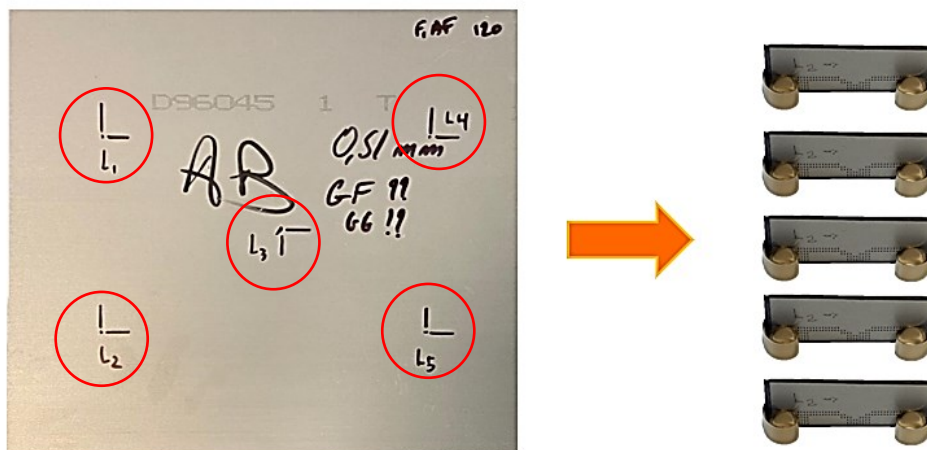 F, AF 120
D96045 1 T
L1
L4
AB
0,51 mm
GF !!
GG !!
L3
L2
L5
L2 →
L2 →
L2 →
L2 →
L2 →